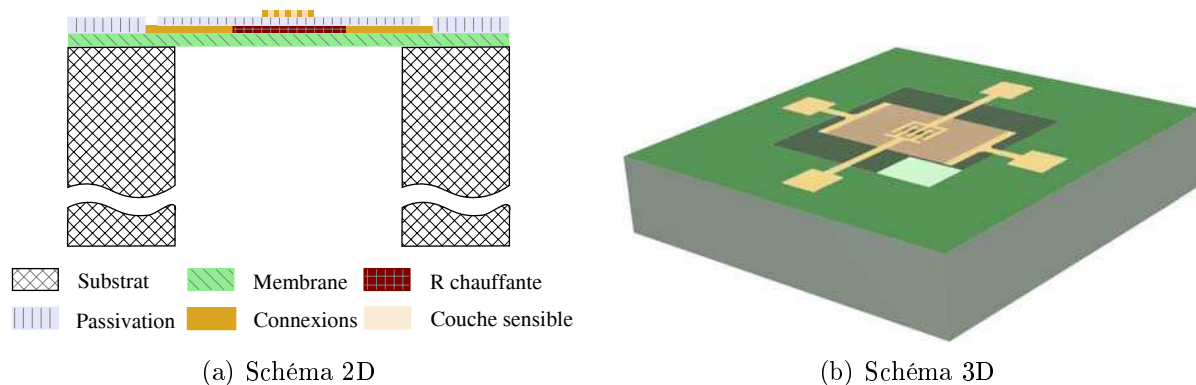 Substrat Membrane R chauffante
Passivation Connexions Couche sensible
(a) Schéma 2D (b) Schéma 3D